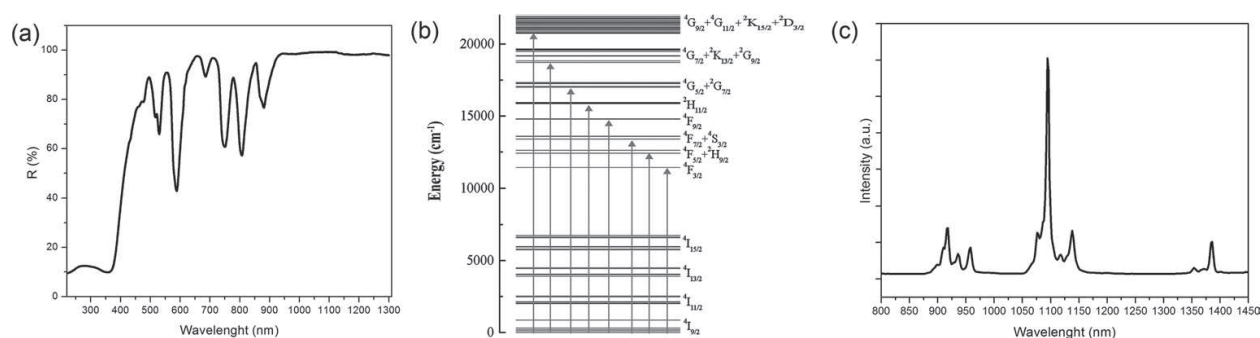 (a)
R (%)
100
80
60
40
20
0
200 300 400 500 600 700 800 900 1000 1100 1200 1300
Wavelenght (nm)
(b)
Energy (cm⁻¹)
20000
15000
10000
5000
0
⁴G₉/₂+⁴G₁₁/₂+²K₁₅/₂+²D₃/₂
⁴G₇/₂+²K₁₃/₂+²G₉/₂
⁴G₅/₂+²G₇/₂
²H₁₁/₂
⁴F₉/₂
⁴F₇/₂+⁴S₃/₂
⁴F₅/₂+²H₉/₂
⁴F₃/₂
⁴I₁₅/₂
⁴I₁₃/₂
⁴I₁₁/₂
⁴I₉/₂
(c)
Intensity (a.u.)
800 850 900 950 1000 1050 1100 1150 1200 1250 1300 1350 1400 1450
Wavelenght (nm)